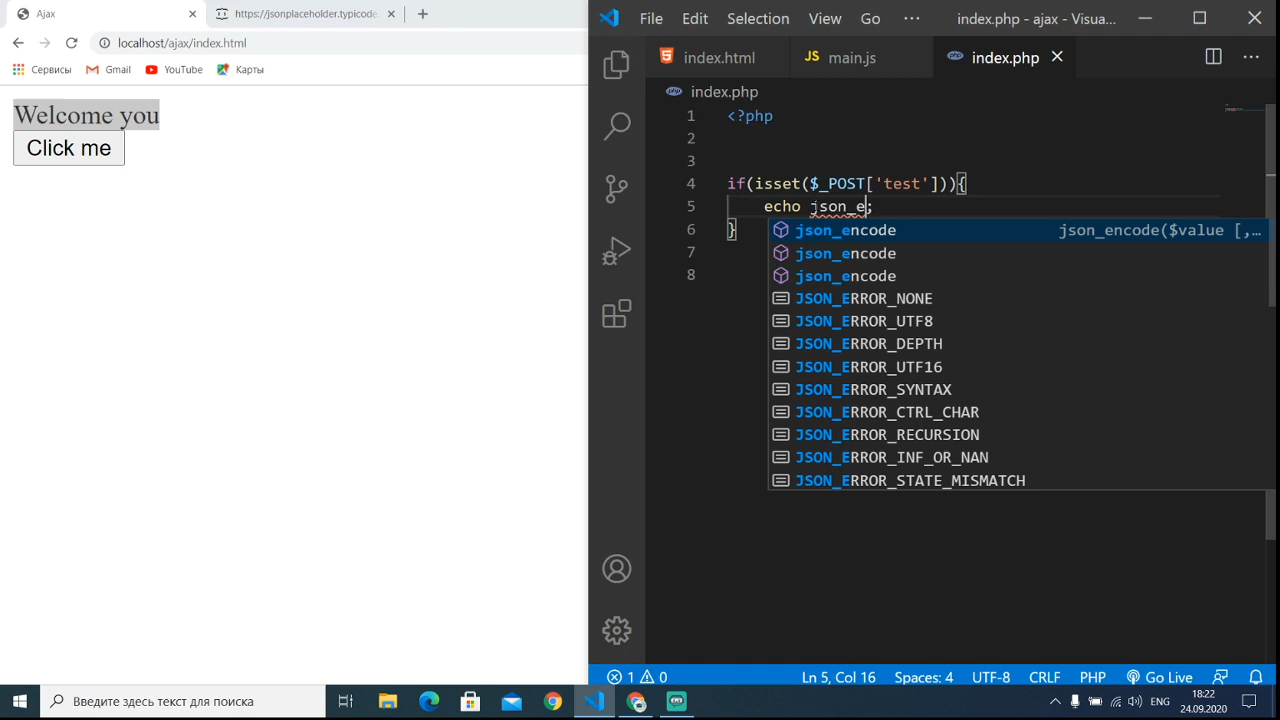 Ajax
https://jsonplaceholder.typicode.
localhost/ajax/index.html
Сервисы Gmail YouTube Карты
Welcome you
Click me
File Edit Selection View Go ··· index.php - ajax - Visua...
index.html JS main.js php index.php
php index.php
1 <?php
2
3
4 if(isset($_POST['test'])){
5 echo json_e;
6 }
7
8
json_encode json_encode($value [,…
json_encode
json_encode
JSON_ERROR_NONE
JSON_ERROR_UTF8
JSON_ERROR_DEPTH
JSON_ERROR_UTF16
JSON_ERROR_SYNTAX
JSON_ERROR_CTRL_CHAR
JSON_ERROR_RECURSION
JSON_ERROR_INF_OR_NAN
JSON_ERROR_STATE_MISMATCH
1 0 Ln 5, Col 16 Spaces: 4 UTF-8 CRLF PHP Go Live
Введите здесь текст для поиска
ENG
18:22
24.09.2020